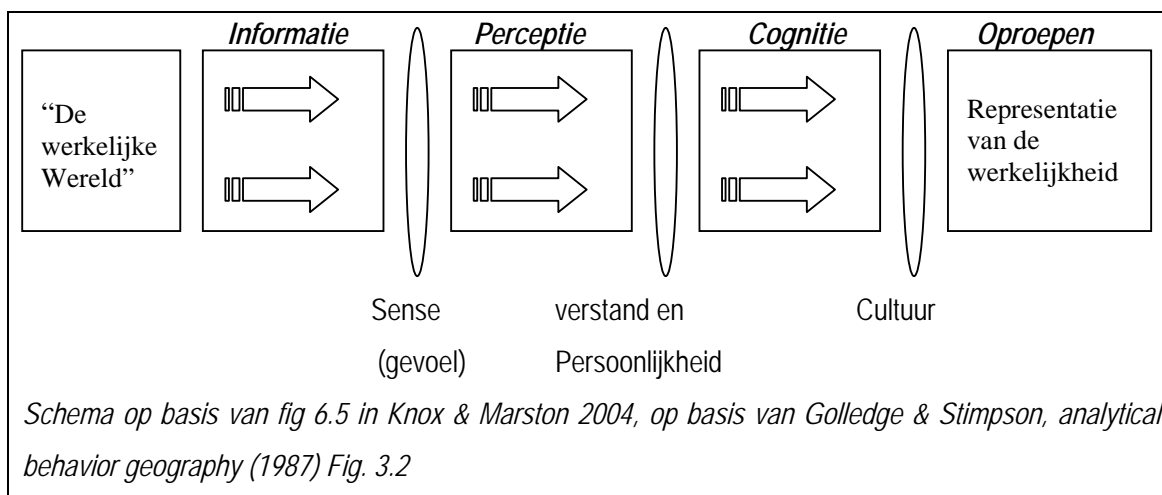 Informatie Perceptie Cognitie Oproepen
“De
werkelijke
Wereld”
Representatie
van de
werkelijkheid
Sense verstand en Cultuur
(gevoel) Persoonlijkheid
Schema op basis van fig 6.5 in Knox & Marston 2004, op basis van Golledge & Stimpson, analytical
behavior geography (1987) Fig. 3.2